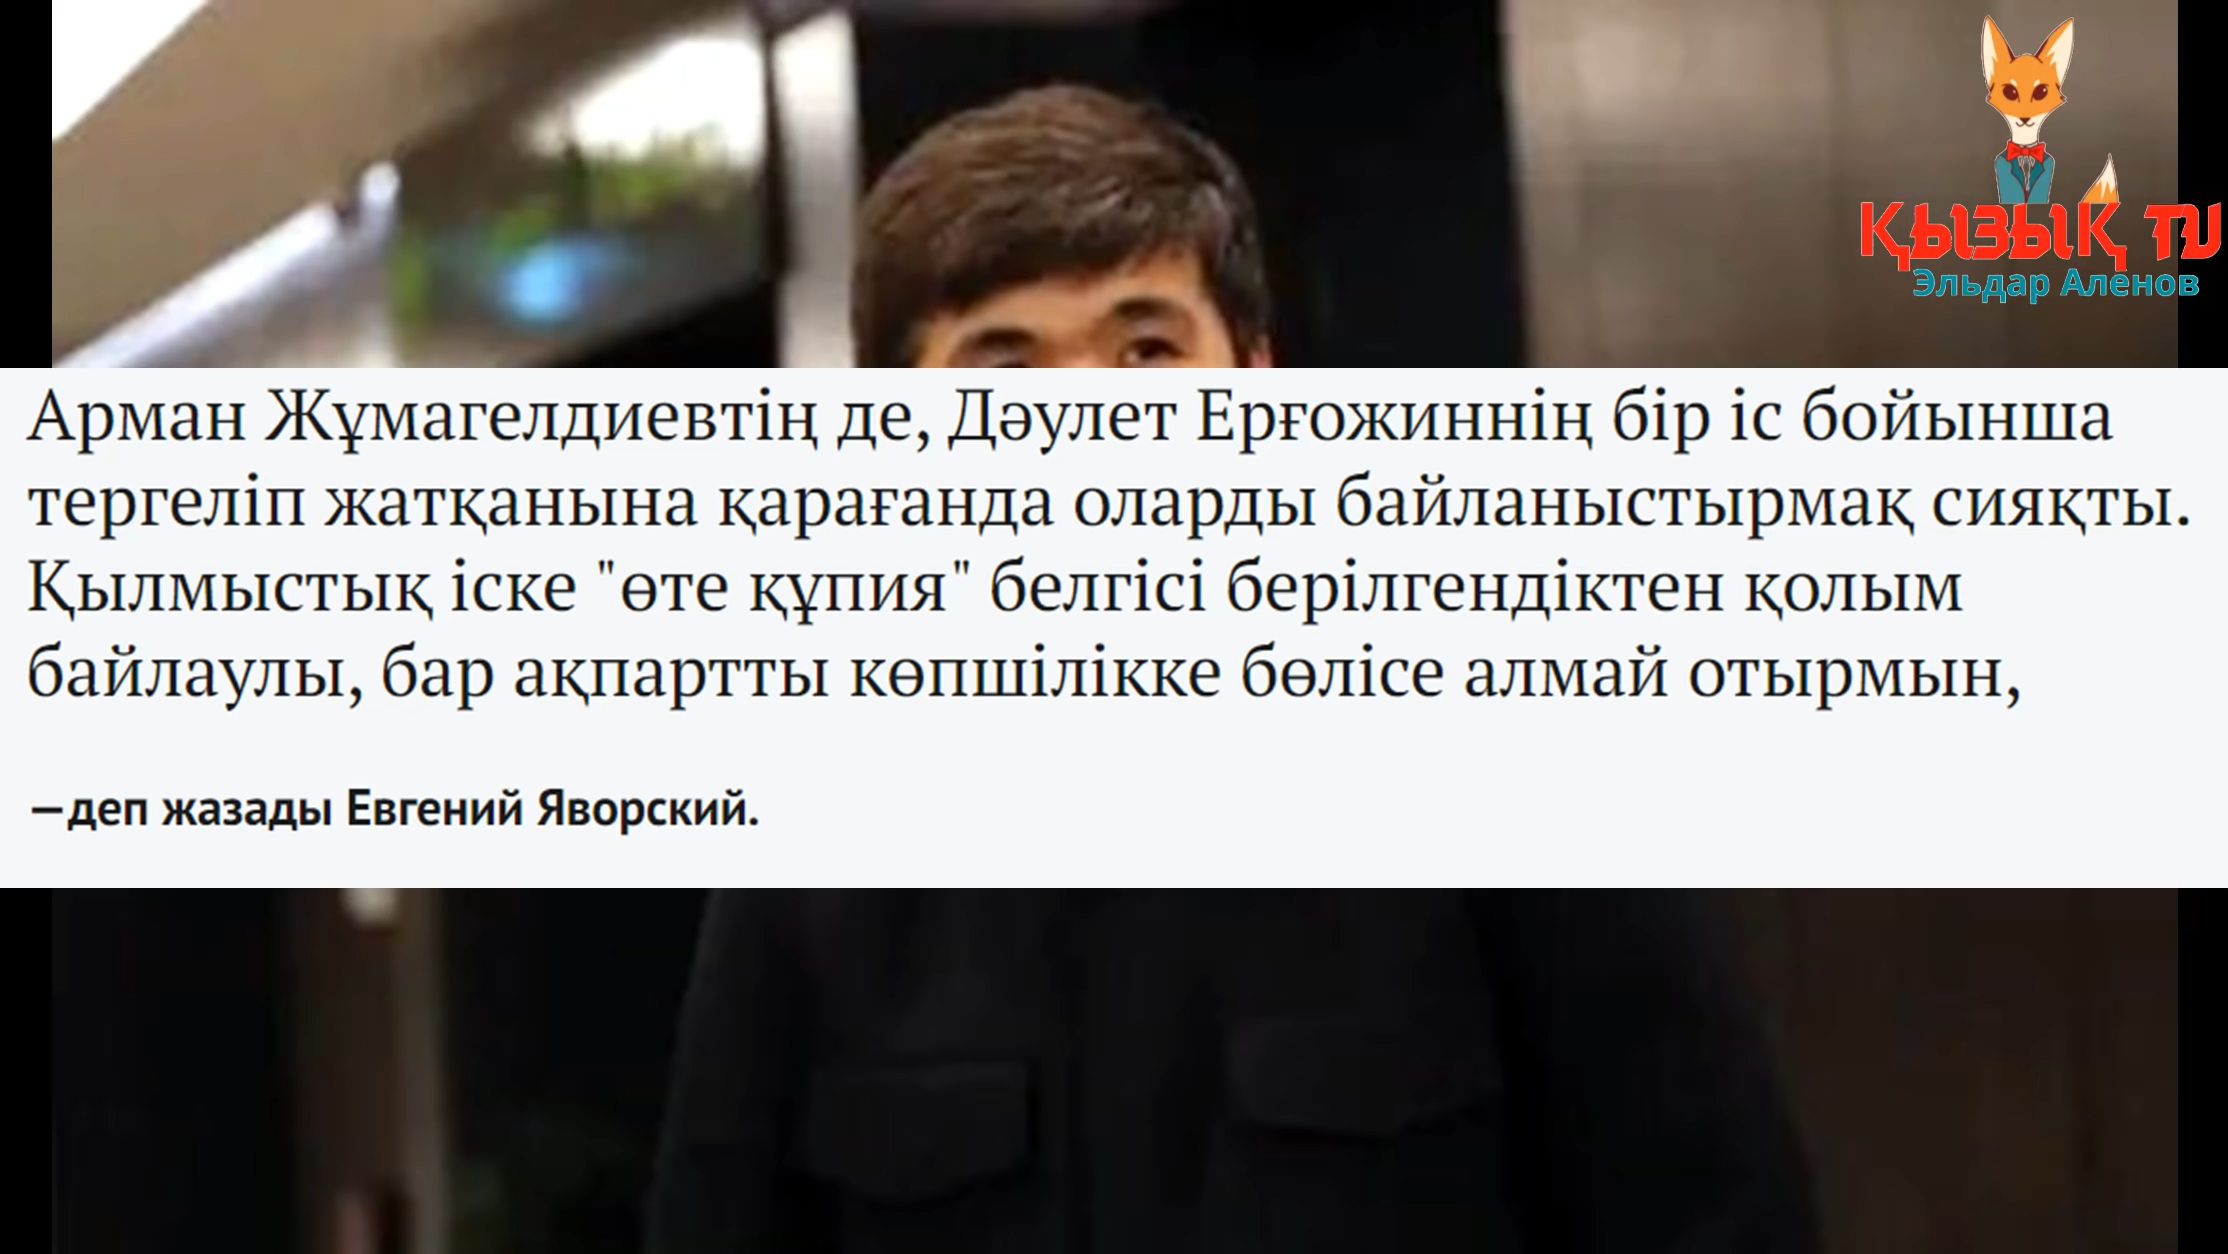 ҚЫЗЫҚ TV
Эльдар Аленов
Арман Жұмагелдиевтің де, Дәулет Ерғожиннің бір іс бойынша
тергеліп жатқанына қарағанда оларды байланыстырмақ сияқты.
Қылмыстық іске "өте құпия" белгісі берілгендіктен қолым
байлаулы, бар ақпартты көпшілікке бөлісе алмай отырмын,
—деп жазады Евгений Яворский.